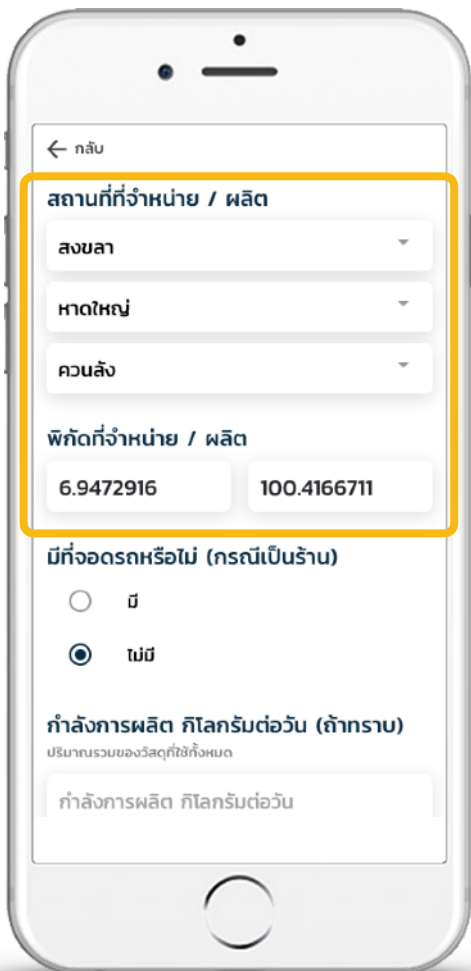 ← กลับ
สถานที่ที่จำหน่าย / ผลิต
สงขลา
หาดใหญ่
ควนลัง
พิกัดที่จำหน่าย / ผลิต
6.9472916 100.4166711
มีที่จอดรถหรือไม่ (กรณีเป็นร้าน)
มี
ไม่มี
กำลังการผลิต กิโลกรัมต่อวัน (ถ้าทราบ)
ปริมาณรวมของวัสดุที่ใช้ทั้งหมด
กำลังการผลิต กิโลกรัมต่อวัน